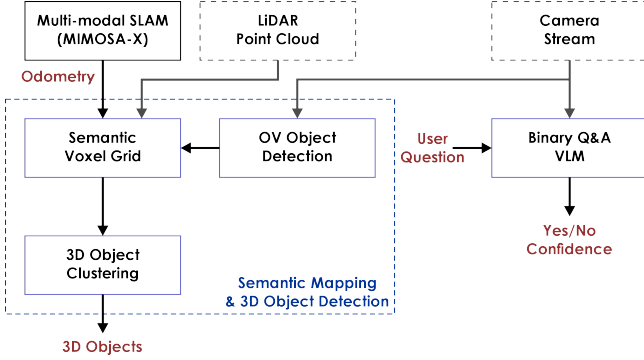 Multi-modal SLAM
(MIMOSA-X)
LiDAR
Point Cloud
Camera
Stream
Odometry
Semantic
Voxel Grid
OV Object
Detection
User
Question
Binary Q&A
VLM
3D Object
Clustering
Yes/No
Confidence
Semantic Mapping
& 3D Object Detection
3D Objects